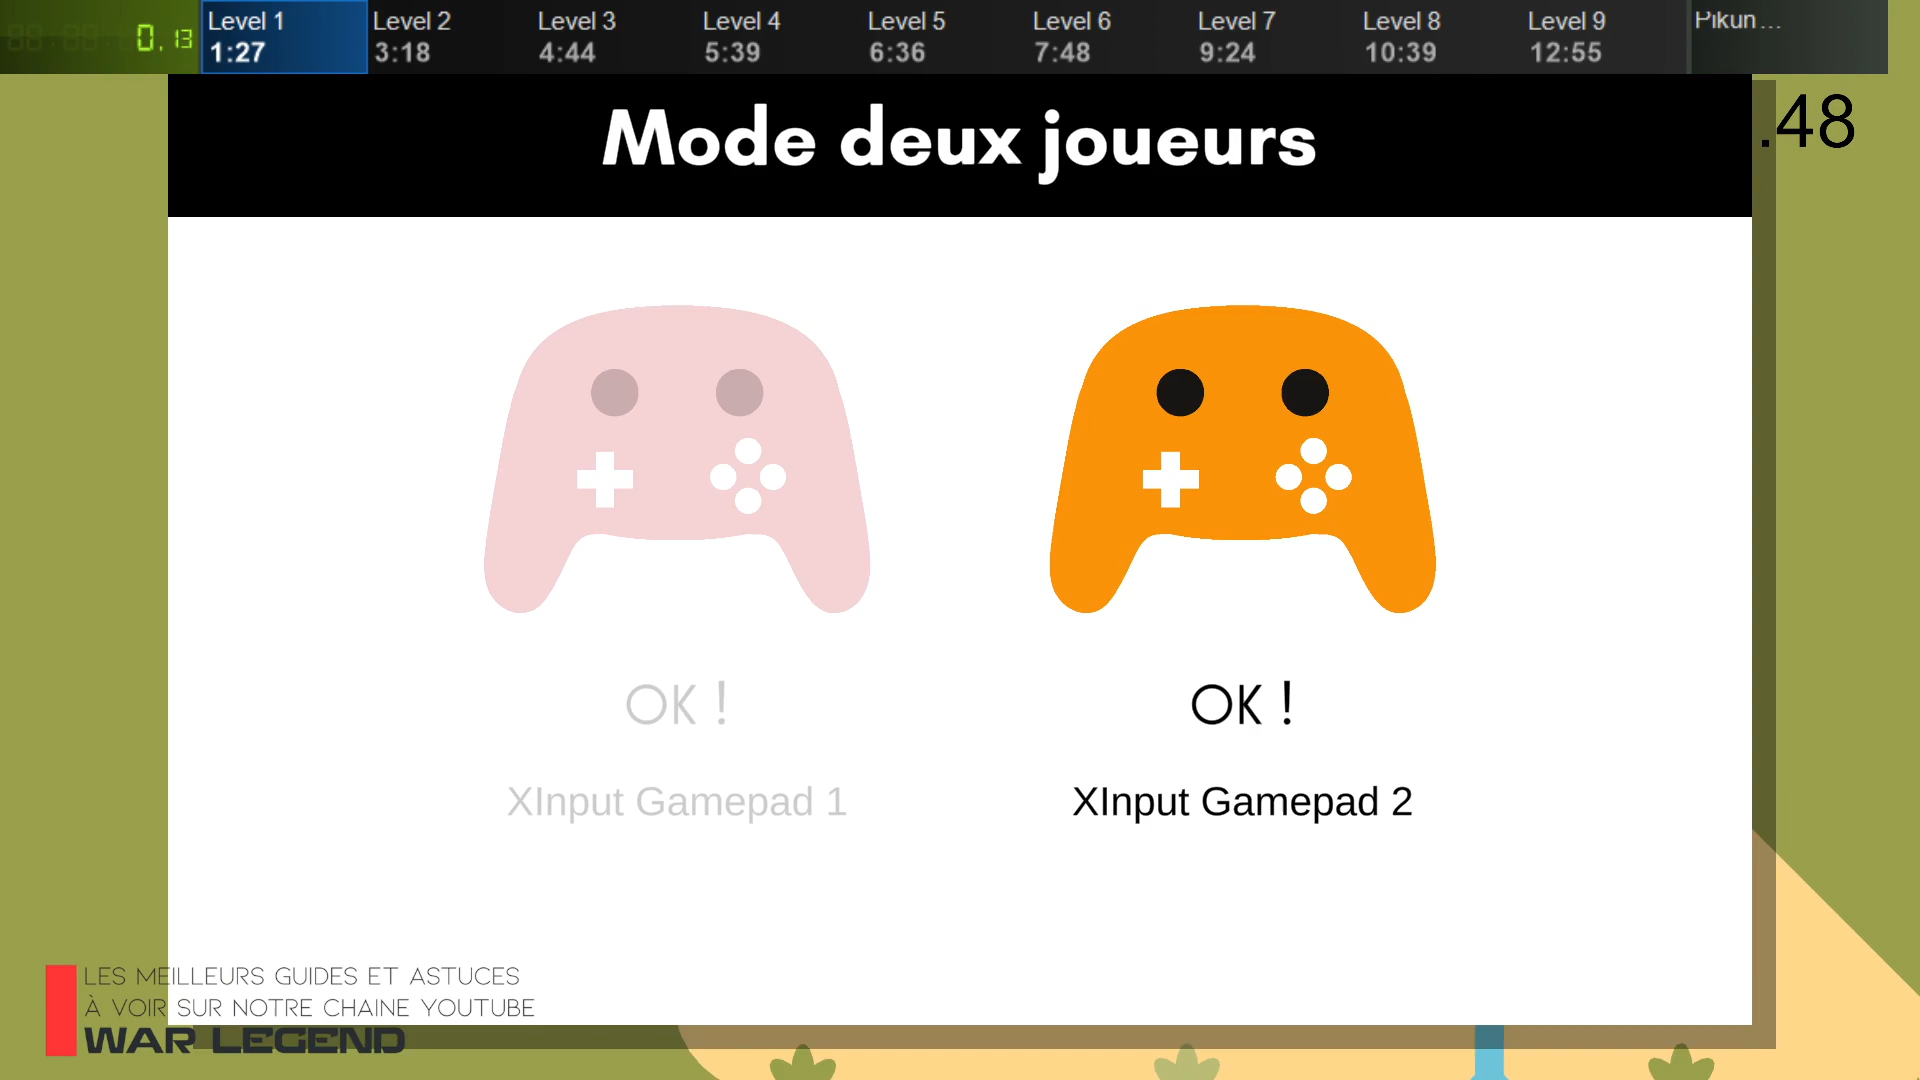 0.13
Level 1
1:27
Level 2
3:18
Level 3
4:44
Level 4
5:39
Level 5
6:36
Level 6
7:48
Level 7
9:24
Level 8
10:39
Level 9
12:55
Pikun...
.48
Mode deux joueurs
OK !
XInput Gamepad 1
OK !
XInput Gamepad 2
LES MEILLEURS GUIDES ET ASTUCES
À VOIR SUR NOTRE CHAINE YOUTUBE
WAR LEGEND